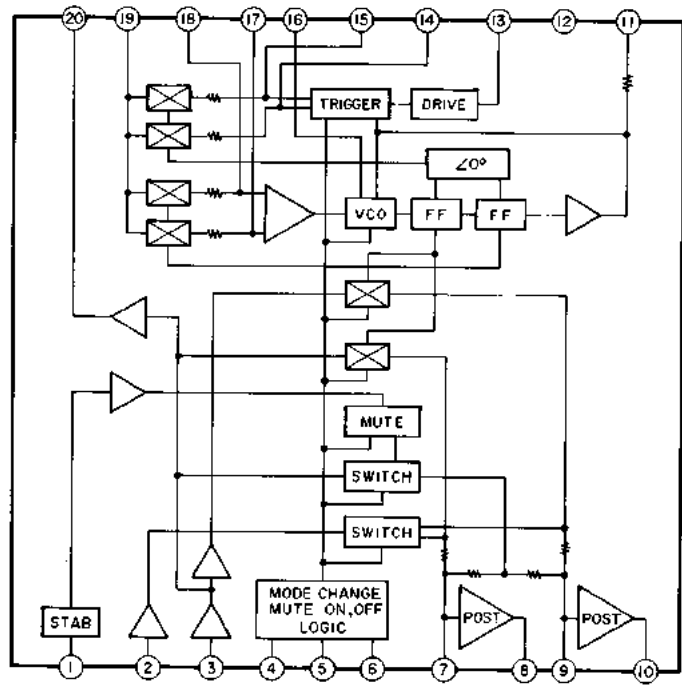 20 19 18 17 16 15 14 13 12 11
TRIGGER DRIVE
∠0°
VCO FF FF
MUTE
SWITCH
SWITCH
MODE CHANGE
MUTE ON,OFF
LOGIC
STAB
POST POST
1 2 3 4 5 6 7 8 9 10